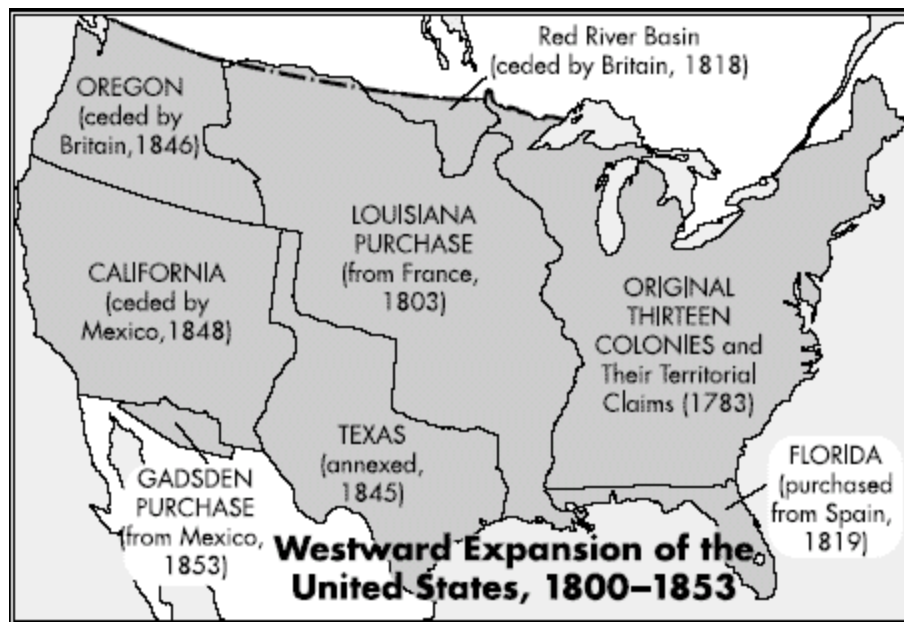 Red River Basin
(ceded by Britain, 1818)
OREGON
(ceded by
Britain, 1846)
LOUISIANA
PURCHASE
(from France,
1803)
CALIFORNIA
(ceded by
Mexico, 1848)
ORIGINAL
THIRTEEN
COLONIES and
Their Territorial
Claims (1783)
TEXAS
(annexed,
1845)
GADSDEN
PURCHASE
(from Mexico,
1853)
FLORIDA
(purchased
from Spain,
1819)
Westward Expansion of the
United States, 1800–1853